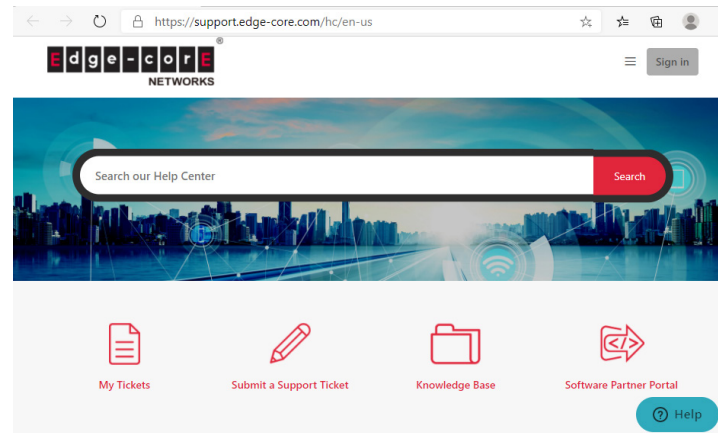 https://support.edge-core.com/hc/en-us
Edge-corE®
NETWORKS
Sign in
Search our Help Center
Search
My Tickets
Submit a Support Ticket
Knowledge Base
Software Partner Portal
</>
? Help